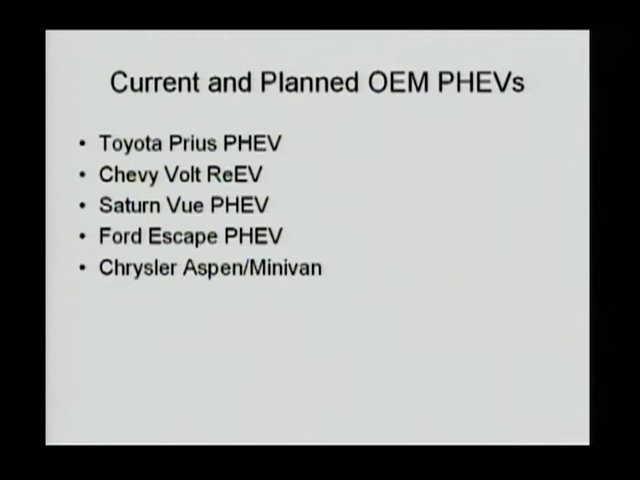 Current and Planned OEM PHEVs
• Toyota Prius PHEV
• Chevy Volt ReEV
• Saturn Vue PHEV
• Ford Escape PHEV
• Chrysler Aspen/Minivan